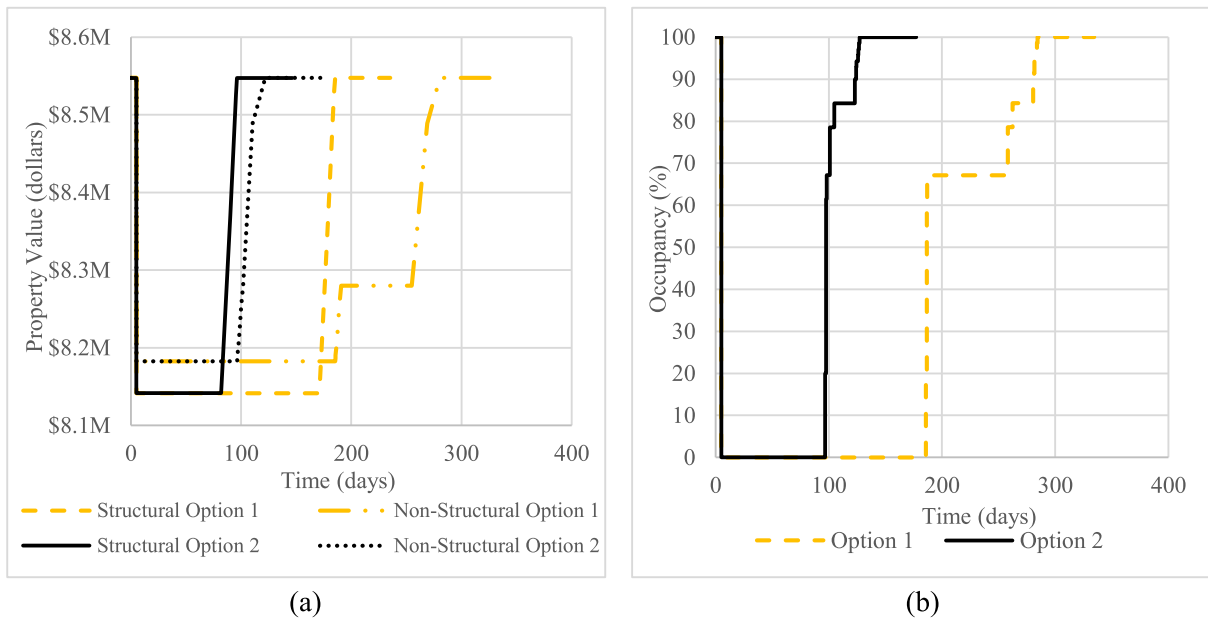 $8.6M
$8.5M
$8.4M
$8.3M
$8.2M
$8.1M
Property Value (dollars)
0 100 200 300 400
Time (days)
Structural Option 1
Non-Structural Option 1
Structural Option 2
Non-Structural Option 2
(a)
100
90
80
70
60
50
40
30
20
10
0
Occupancy (%)
0 100 200 300 400
Time (days)
Option 1
Option 2
(b)